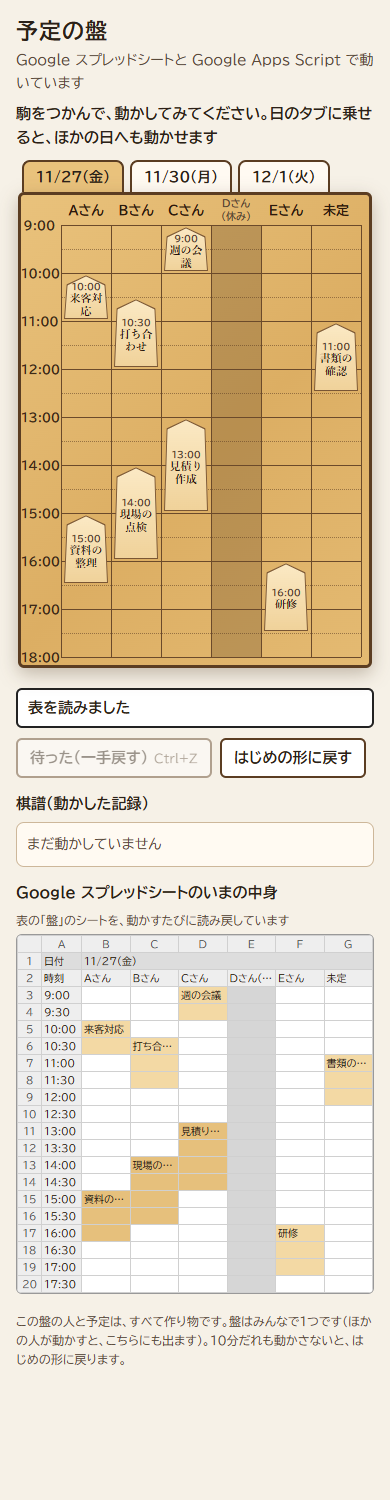 予定の盤
Google スプレッドシートと Google Apps Script で動
いています
駒をつかんで、動かしてみてください。日のタブに乗せ
ると、ほかの日へも動かせます
11/27(金) 11/30(月) 12/1(火)
Aさん Bさん Cさん Dさん (休み) Eさん 未定
9:00
9:00
週の会
議
10:00
10:00
来客対
応
11:00
10:30
打ち合
わせ
11:00
書類の
確認
12:00
13:00
13:00
見積り
作成
14:00
14:00
現場の
点検
15:00
15:00
資料の
整理
16:00
16:00
研修
17:00
18:00
表を読みました
待った(一手戻す) Ctrl+Z はじめの形に戻す
棋譜(動かした記録)
まだ動かしていません
Google スプレッドシートのいまの中身
表の「盤」のシートを、動かすたびに読み戻しています
A B C D E F G
1 日付 11/27(金)
2 時刻 Aさん Bさん Cさん Dさん(… Eさん 未定
3 9:00 週の会議
4 9:30
5 10:00 来客対応
6 10:30 打ち合…
7 11:00 書類の…
8 11:30
9 12:00
10 12:30
11 13:00 見積り…
12 13:30
13 14:00 現場の…
14 14:30
15 15:00 資料の…
16 15:30
17 16:00 研修
18 16:30
19 17:00
20 17:30
この盤の人と予定は、すべて作り物です。盤はみんなで1つです(ほか
の人が動かすと、こちらにも出ます)。10分だれも動かさないと、は
じめの形に戻ります。